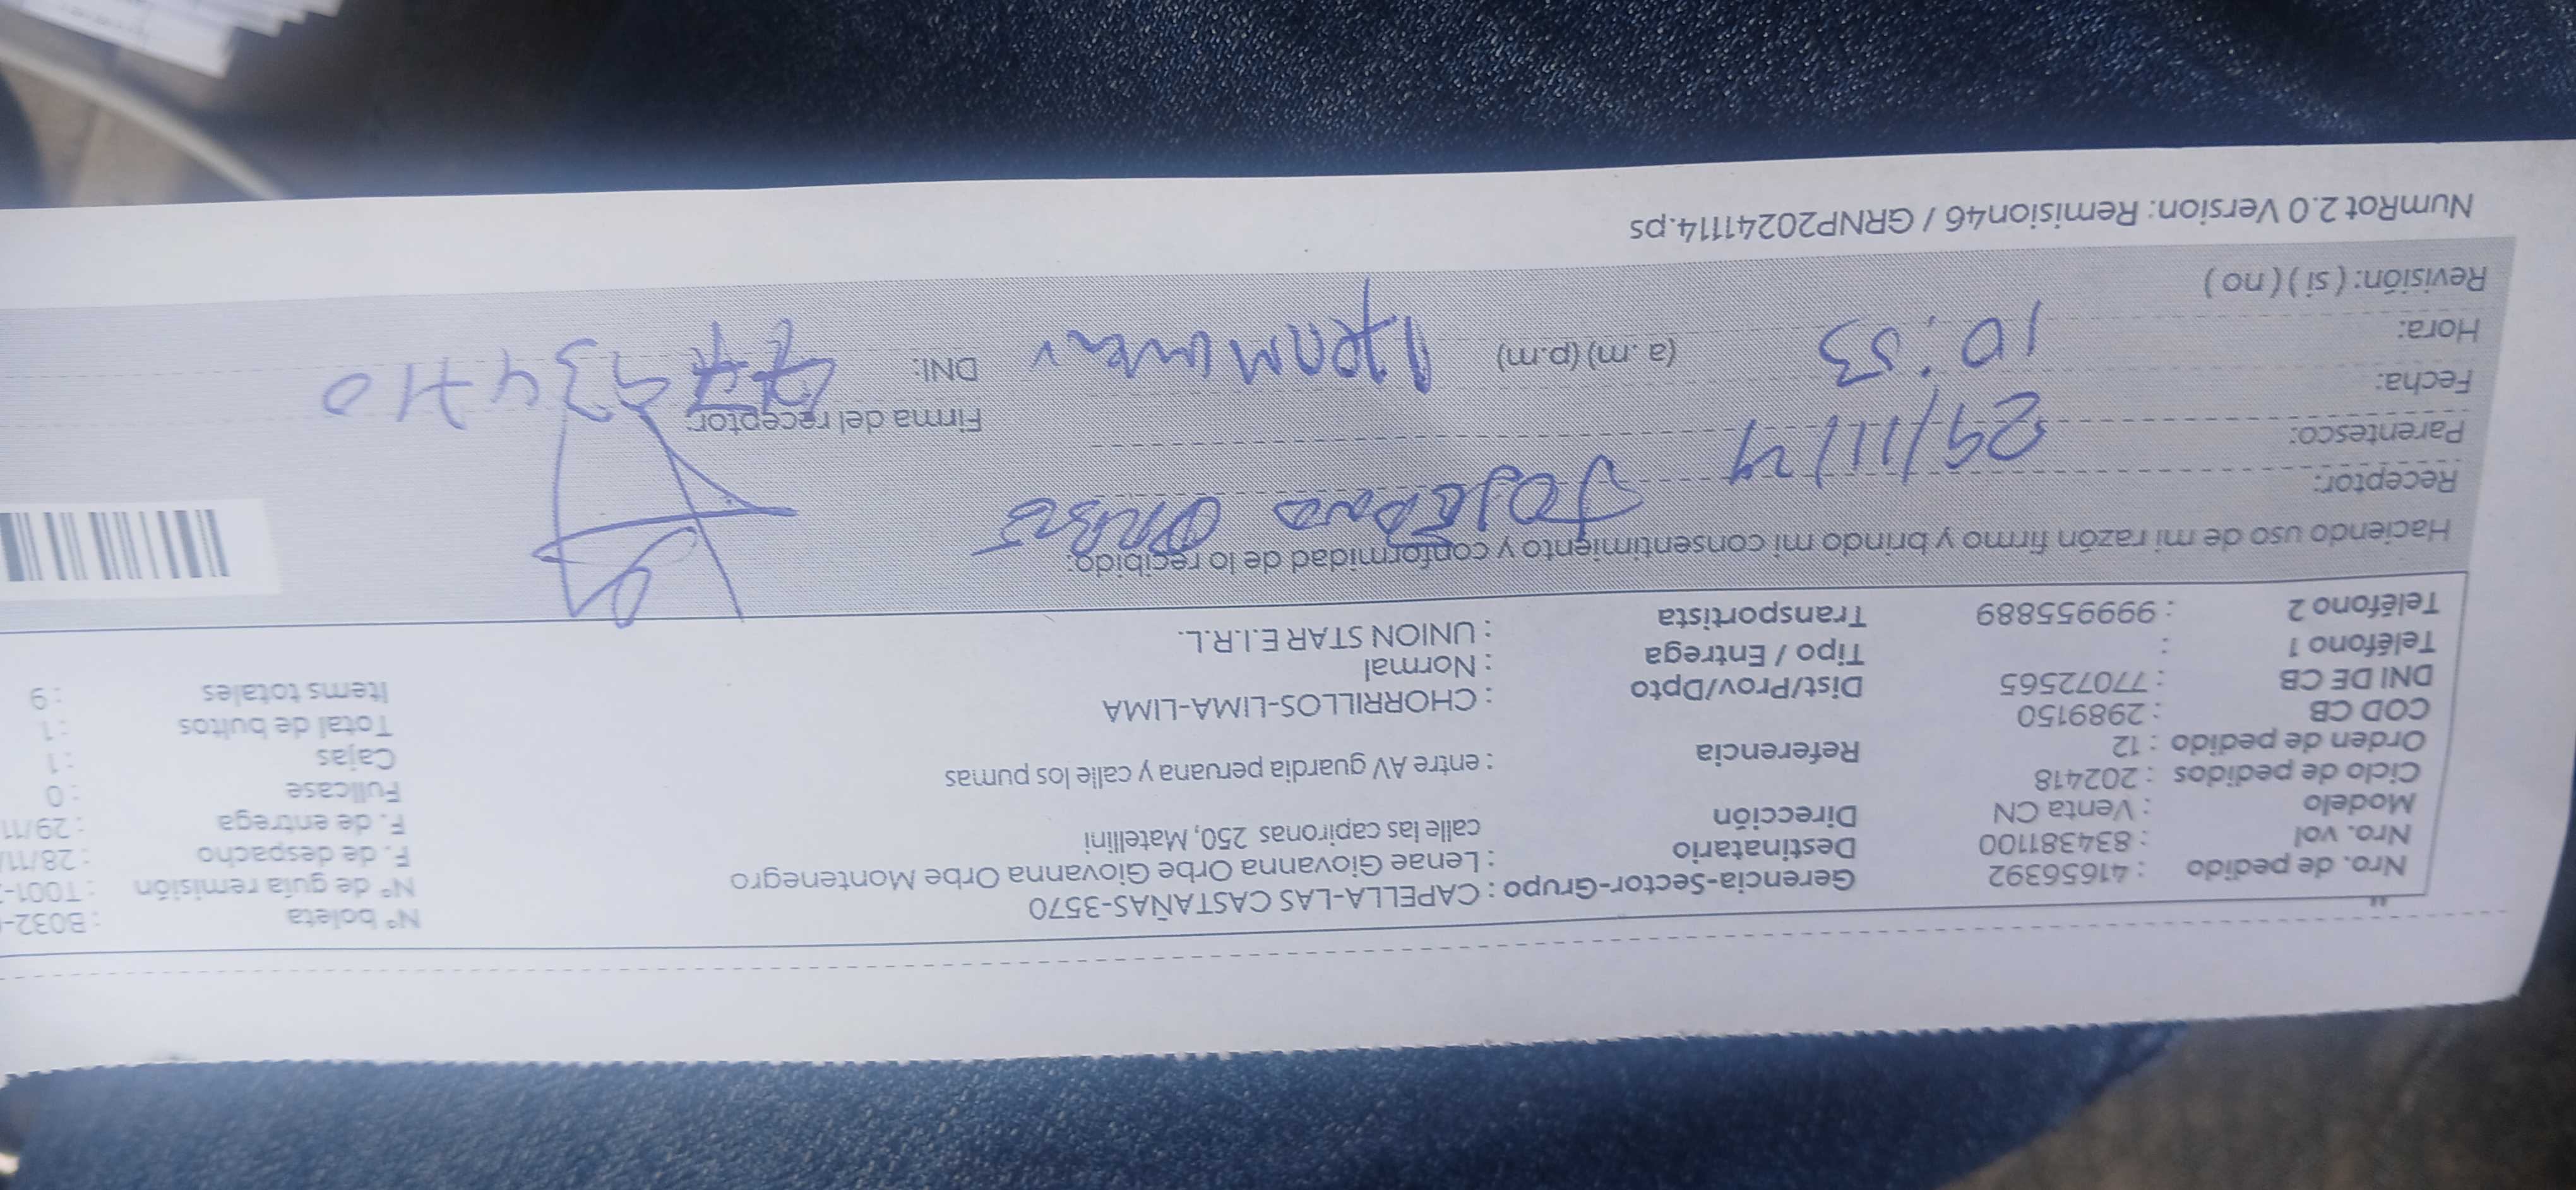 Nro. de pedido : 41656392 Gerencia-Sector-Grupo : CAPELLA-LAS CASTAÑAS-3570 N° boleta : B032-
Nro. vol : 834381100 Destinatario : Lenae Giovanna Orbe Giovanna Orbe Montenegro N° de guía remisión : T001-
Modelo : Venta CN Dirección calle las capironas 250, Matellini F. de despacho : 28/11/
Ciclo de pedidos : 202418 F. de entrega : 29/11
Orden de pedido : 12 Referencia : entre AV guardia peruana y calle los pumas Fullcase : 0
COD CB : 2989150 Cajas : 1
DNI DE CB : 77072565 Dist/Prov/Dpto : CHORRILLOS-LIMA-LIMA Total de bultos : 1
Teléfono 1 : Tipo / Entrega : Normal Items totales : 9
Teléfono 2 : 999955889 Transportista : UNION STAR E.I.R.L.
Haciendo uso de mi razón firmo y brindo mi consentimiento y conformidad de lo recibido:
Receptor:
Parentesco:
Fecha: 29/11/24 Firma del receptor:
Hora: 10:53 (a.m) (p.m) DNI:
Revisión: ( si ) ( no )
NumRot 2.0 Version: Remision46 / GRNP20241114.ps